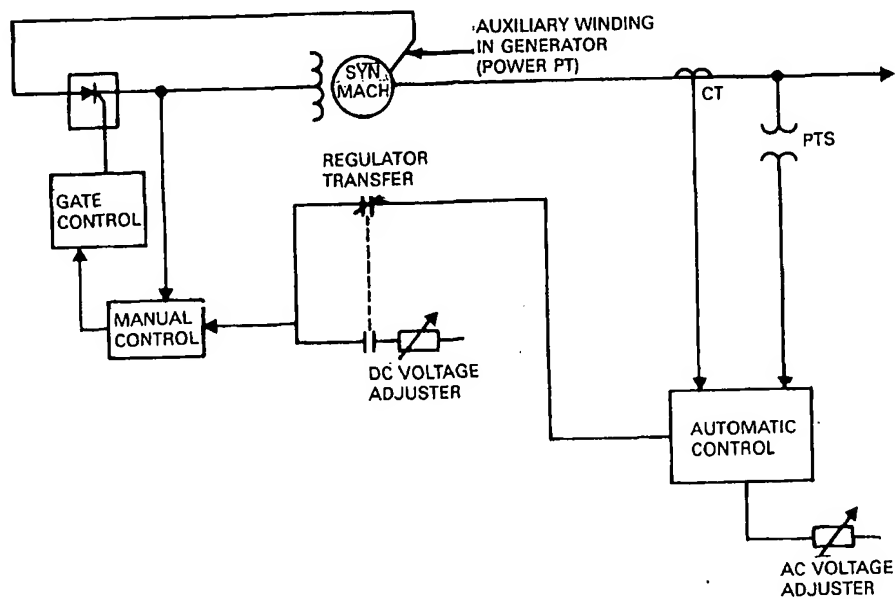 AUXILIARY WINDING
IN GENERATOR
(POWER PT)
SYN
MACH
CT
PTS
REGULATOR
TRANSFER
GATE
CONTROL
MANUAL
CONTROL
DC VOLTAGE
ADJUSTER
AUTOMATIC
CONTROL
AC VOLTAGE
ADJUSTER